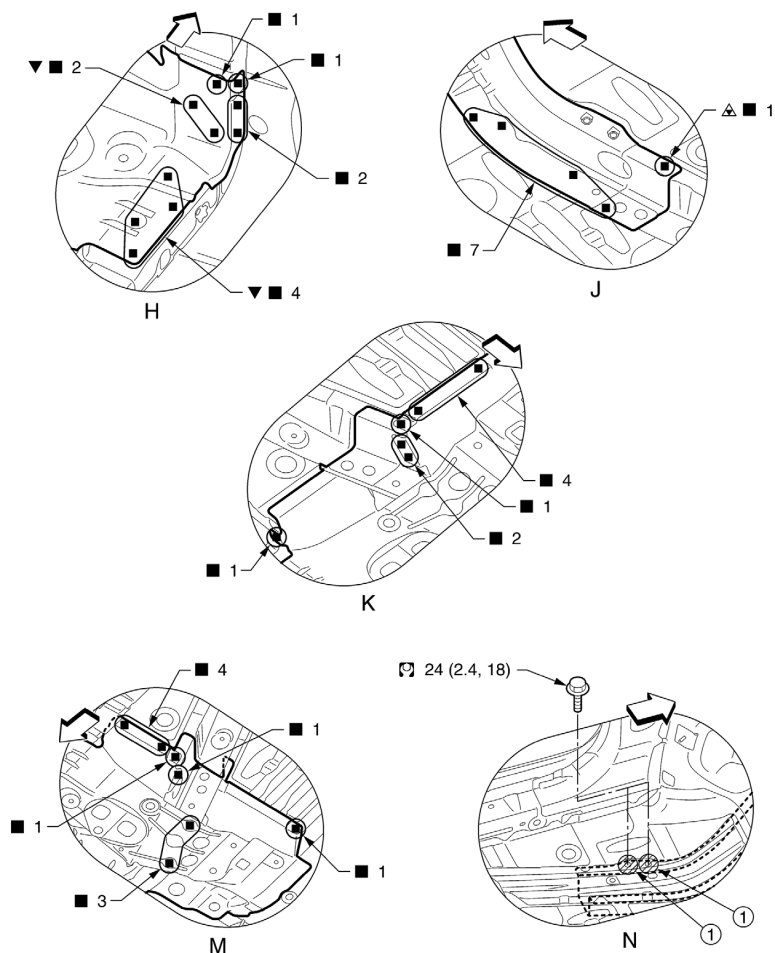 ■ 1
▼ ■ 2
■ 1
■ 2
▼ ■ 4
H
■ 1
■ 7
J
■ 4
■ 1
■ 2
■ 1
K
■ 4
■ 1
■ 1
■ 1
■ 3
M
24 (2.4, 18)
1
1
N